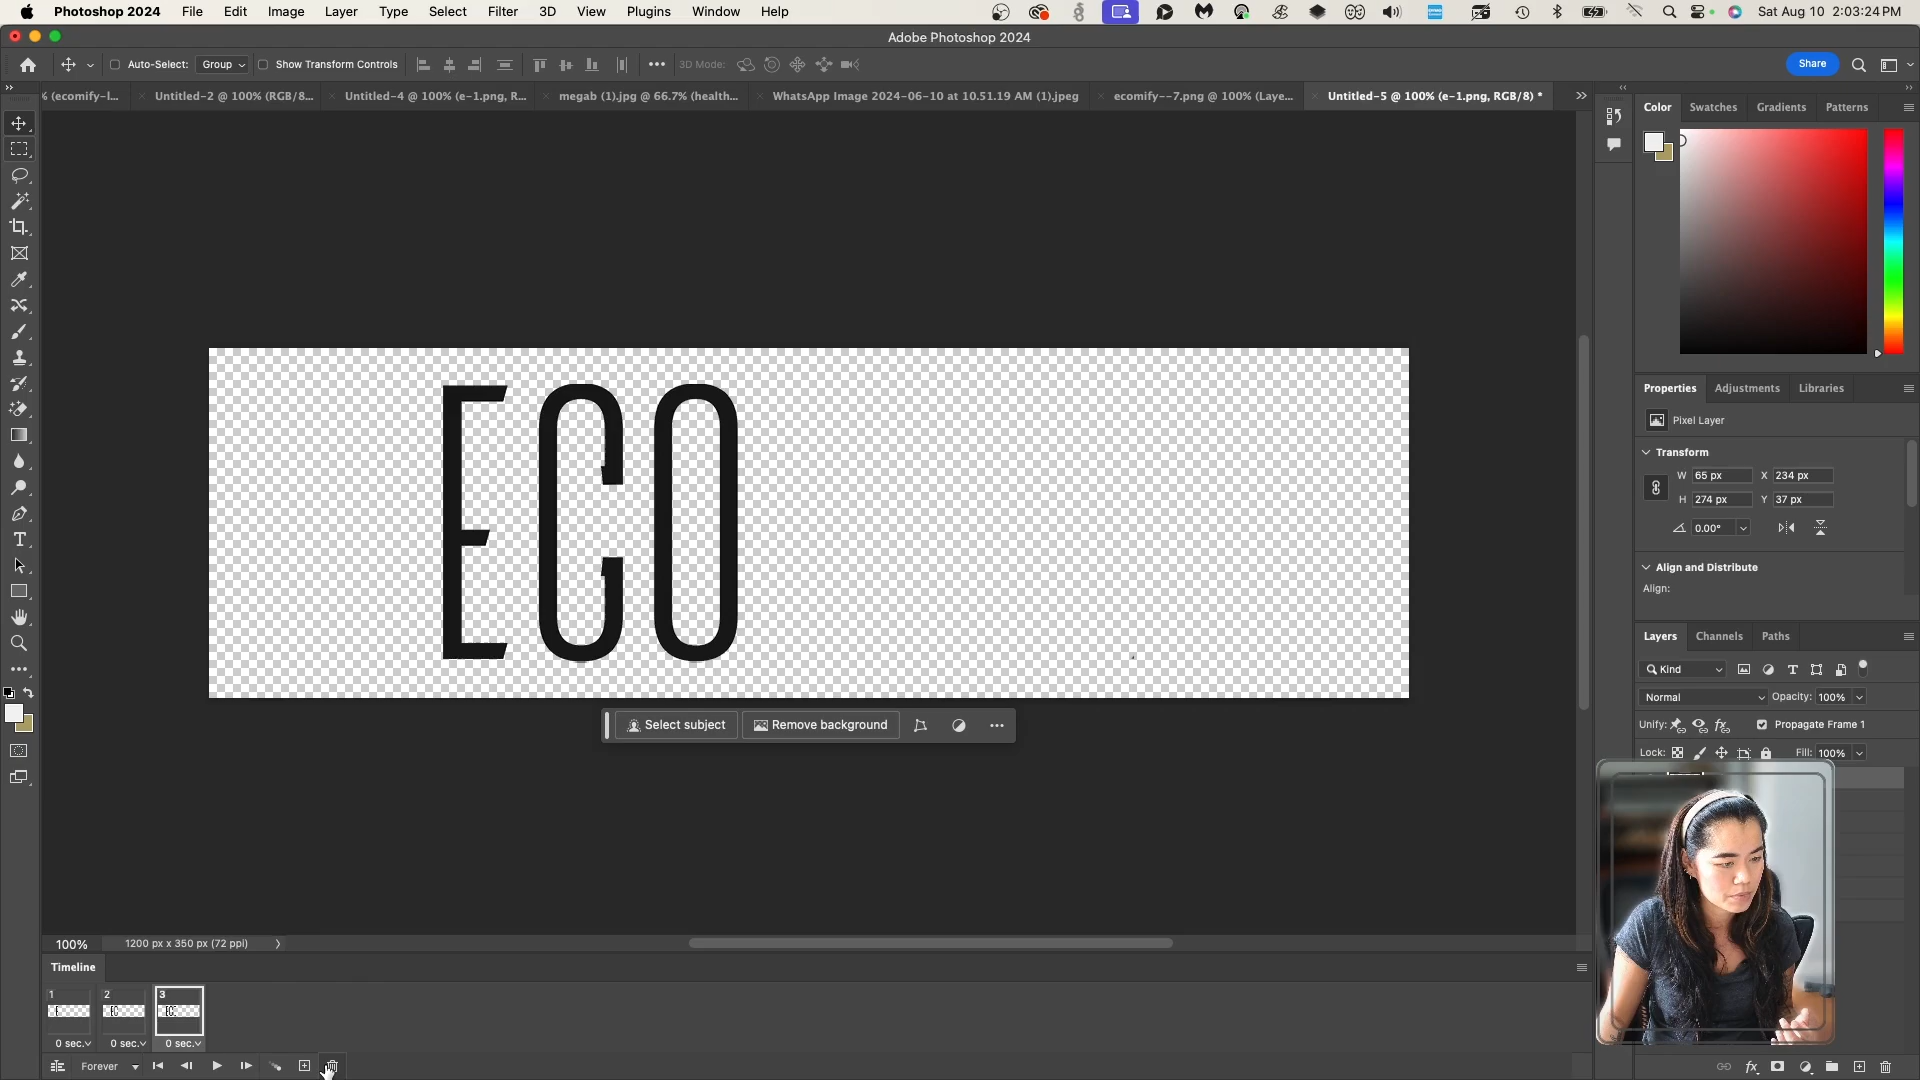 Photoshop 2024 File Edit Image Layer Type Select Filter 3D View Plugins Window Help Sat Aug 10 2:03:24 PM
Adobe Photoshop 2024
Auto-Select: Group Show Transform Controls 3D Mode: Share
% (ecomify-l... Untitled-2 @ 100% (RGB/8... Untitled-4 @ 100% (e-1.png, R... megab (1).jpg @ 66.7% (health... WhatsApp Image 2024-06-10 at 10.51.19 AM (1).jpeg ecomify--7.png @ 100% (Laye... Untitled-5 @ 100% (e-1.png, RGB/8) *
Color Swatches Gradients Patterns
ECO
Properties Adjustments Libraries
Pixel Layer
Transform
W 65 px X 234 px
H 274 px Y 37 px
0.00°
Align and Distribute
Align:
Layers Channels Paths
Kind
Normal Opacity: 100%
Unify: Propagate Frame 1
Lock: Fill: 100%
Select subject Remove background
100% 1200 px x 350 px (72 ppi)
Timeline
1 2 3
0 sec. 0 sec. 0 sec.
Forever